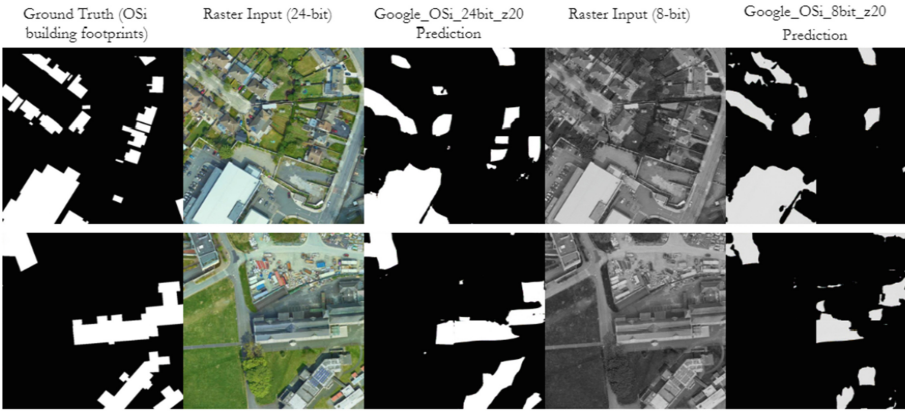 Ground Truth (OSi
building footprints)
Raster Input (24-bit)
Google_OSi_24bit_z20
Prediction
Raster Input (8-bit)
Google_OSi_8bit_z20
Prediction